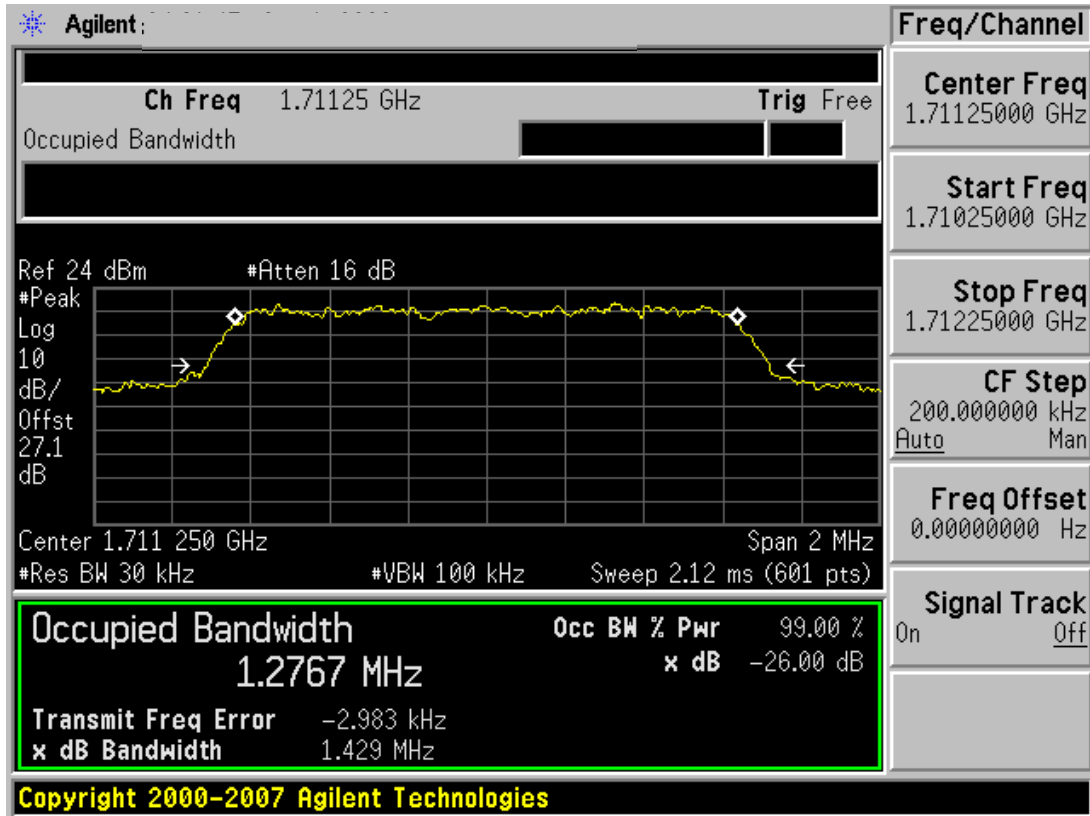 Agilent
Freq/Channel
Ch Freq 1.71125 GHz Trig Free
Occupied Bandwidth
Center Freq
1.71125000 GHz
Start Freq
1.71025000 GHz
Stop Freq
1.71225000 GHz
CF Step
200.000000 kHz
Auto Man
Freq Offset
0.00000000 Hz
Signal Track
On Off
Ref 24 dBm #Atten 16 dB
#Peak
Log
10
dB/
Offst
27.1
dB
Center 1.711 250 GHz Span 2 MHz
#Res BW 30 kHz #VBW 100 kHz Sweep 2.12 ms (601 pts)
Occupied Bandwidth Occ BW % Pwr 99.00 %
1.2767 MHz x dB -26.00 dB
Transmit Freq Error -2.983 kHz
x dB Bandwidth 1.429 MHz
Copyright 2000-2007 Agilent Technologies